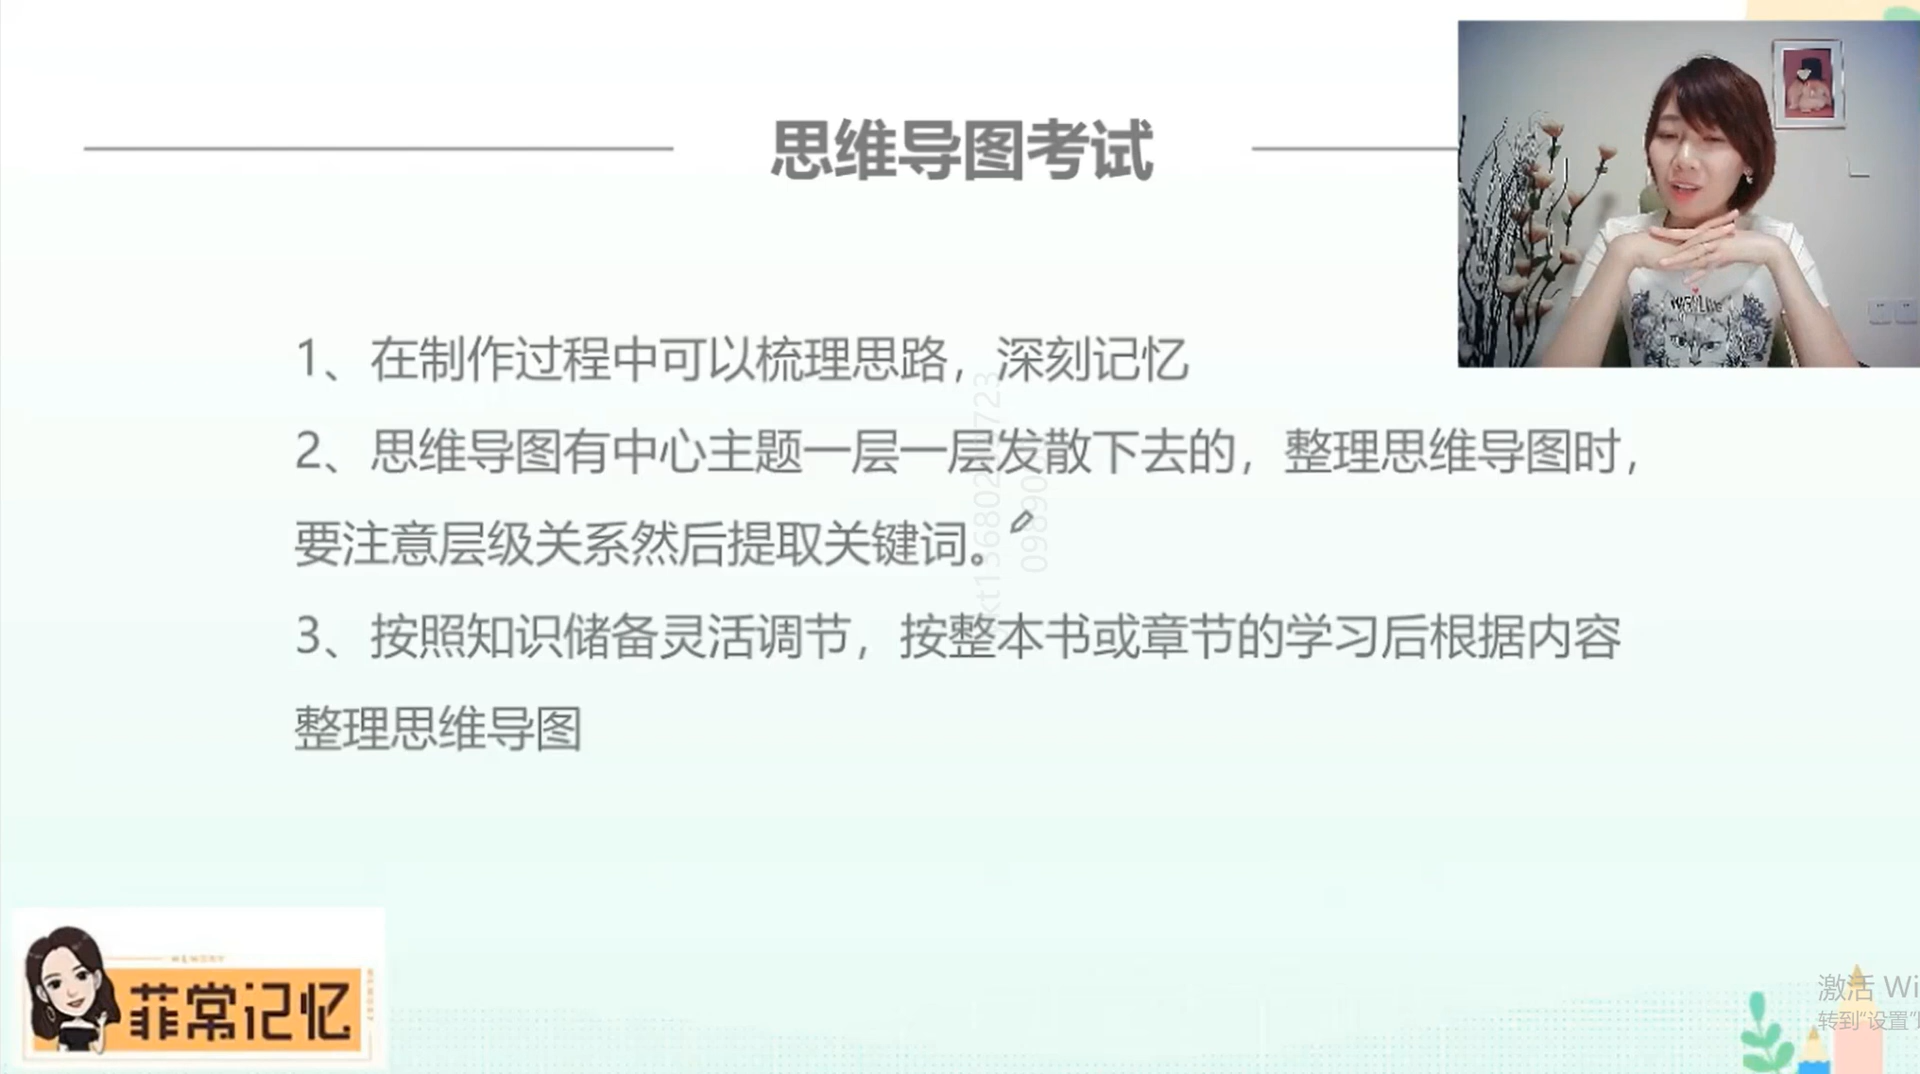 思维导图考试
1、在制作过程中可以梳理思路，深刻记忆
2、思维导图有中心主题一层一层发散下去的，整理思维导图时，
要注意层级关系然后提取关键词。
3、按照知识储备灵活调节，按整本书或章节的学习后根据内容
整理思维导图
菲常记忆
激活 Wi
转到"设置"